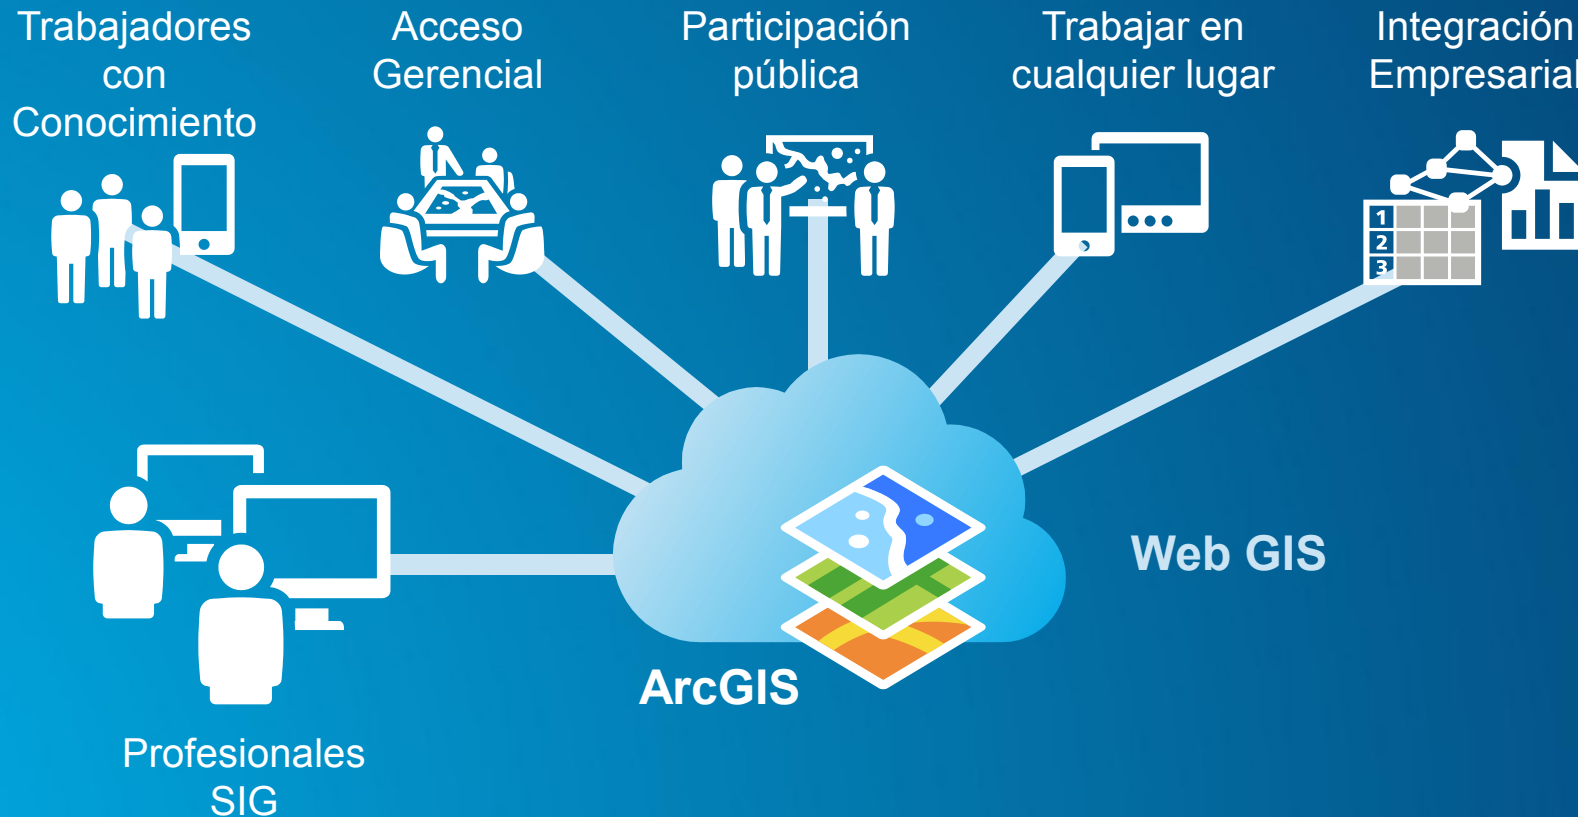 Trabajadores
con
Conocimiento
Acceso
Gerencial
Participación
pública
Trabajar en
cualquier lugar
Integración
Empresarial
1
2
3
Web GIS
ArcGIS
Profesionales
SIG